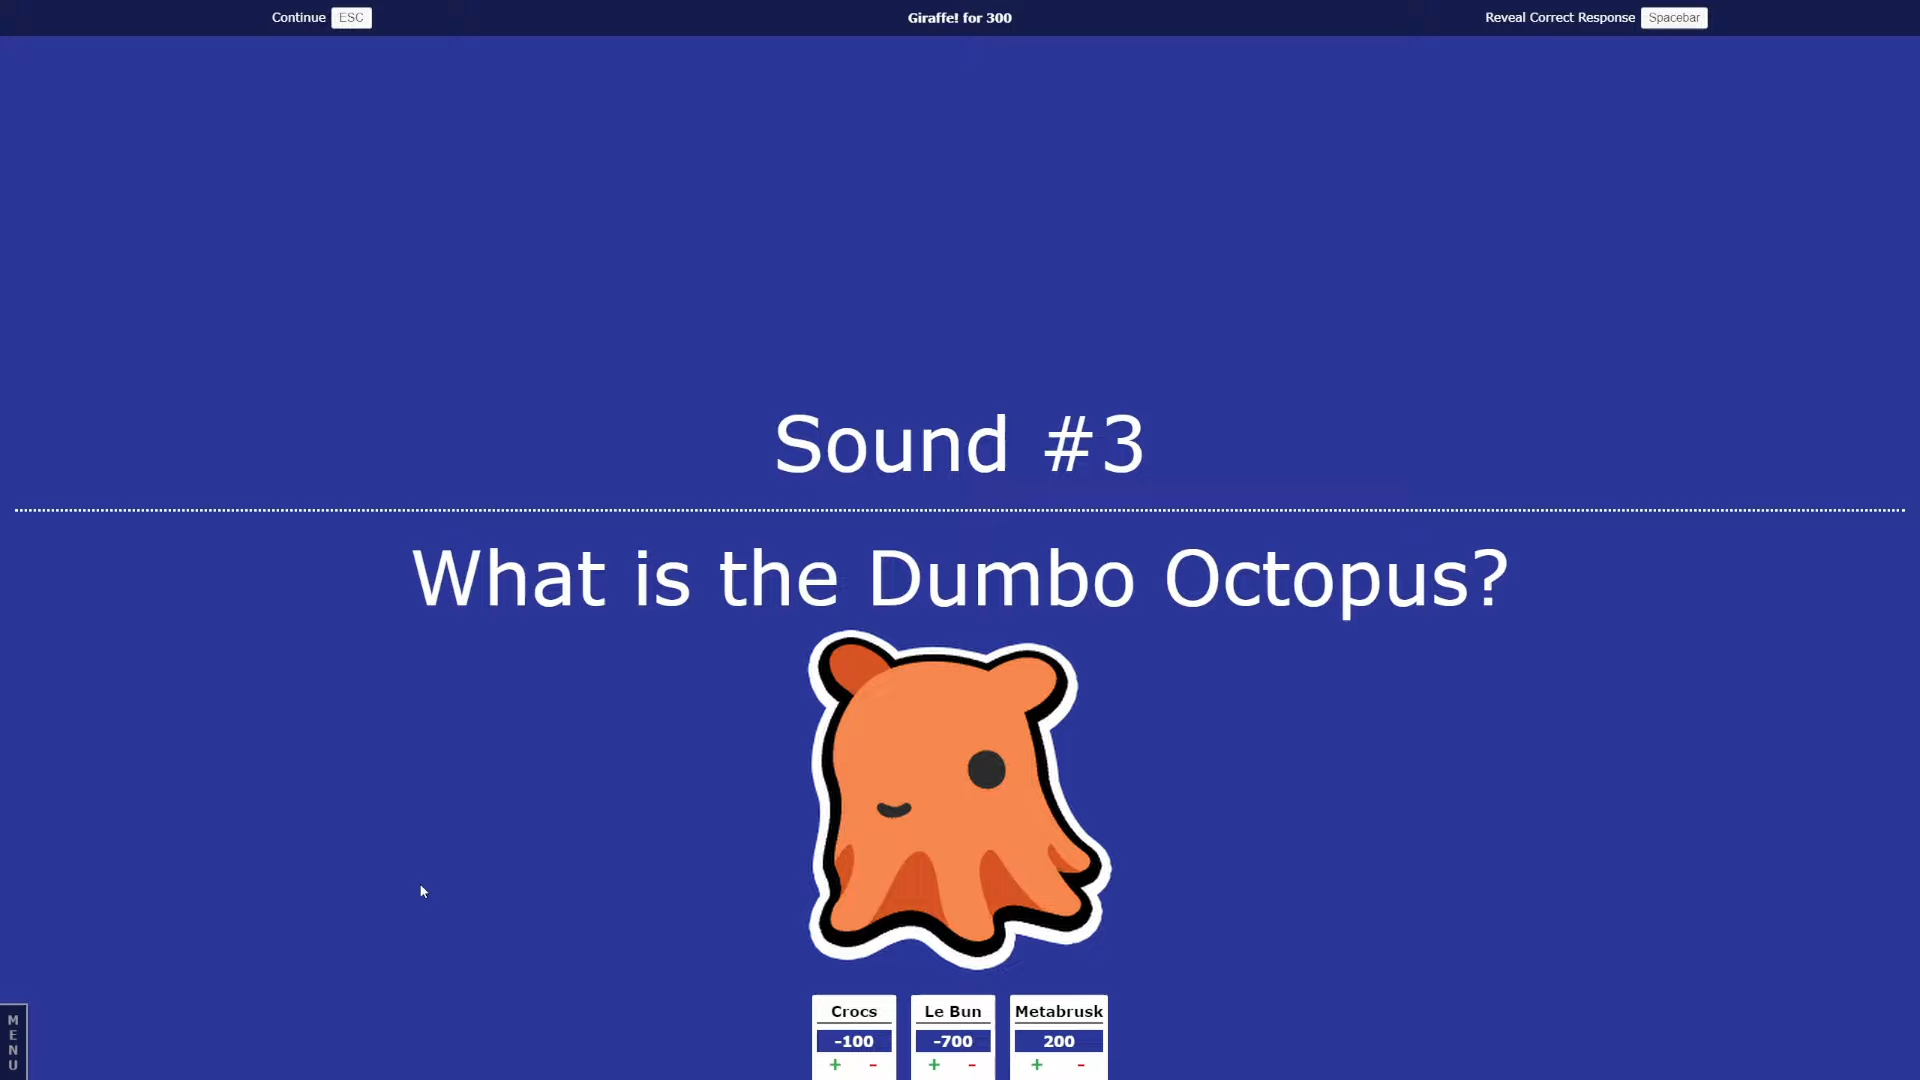 Continue ESC
Giraffe! for 300
Reveal Correct Response Spacebar
Sound #3
What is the Dumbo Octopus?
Crocs Le Bun Metabrusk
-100 -700 200
+ - + - + -
MENU